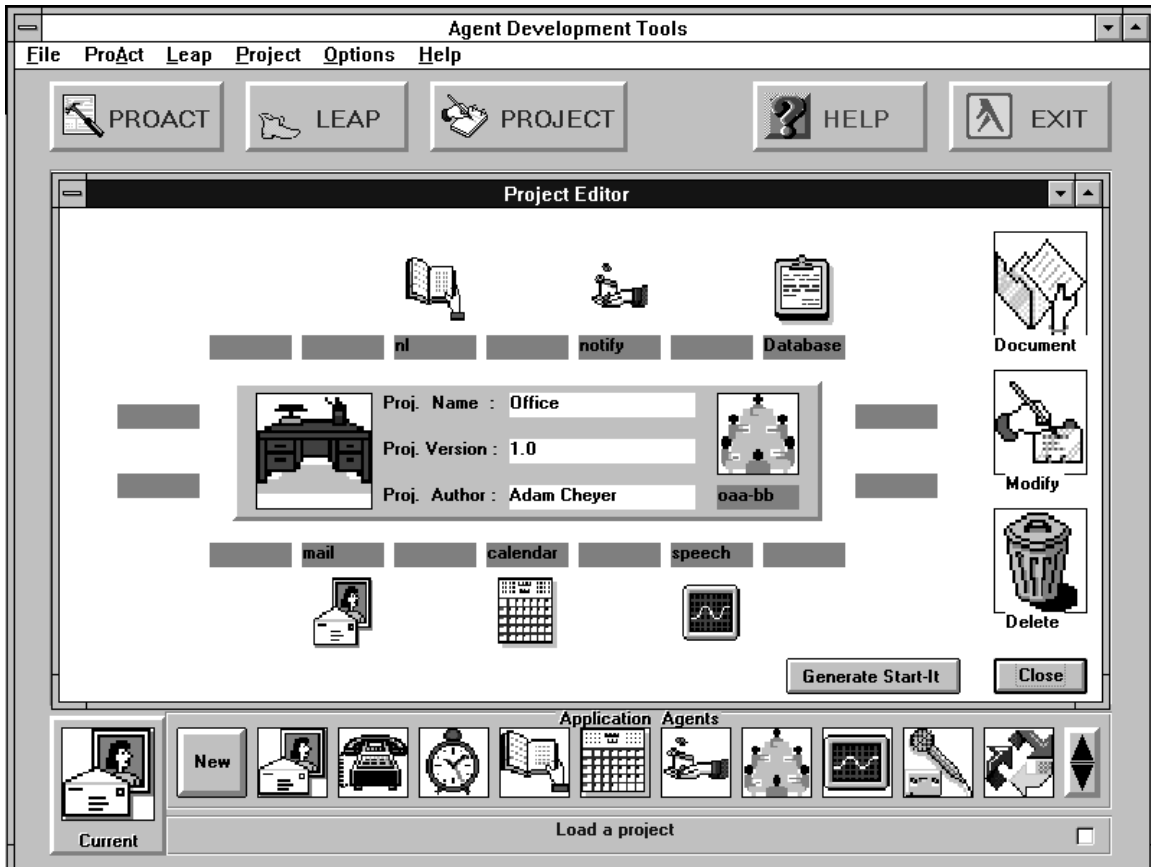 Agent Development Tools
File ProAct Leap Project Options Help
PROACT LEAP PROJECT HELP EXIT
Project Editor
nl notify Database
Document
Proj. Name : Office
Proj. Version : 1.0
Proj. Author : Adam Cheyer oaa-bb
Modify
mail calendar speech
Delete
Generate Start-It Close
Application Agents
New
Current
Load a project